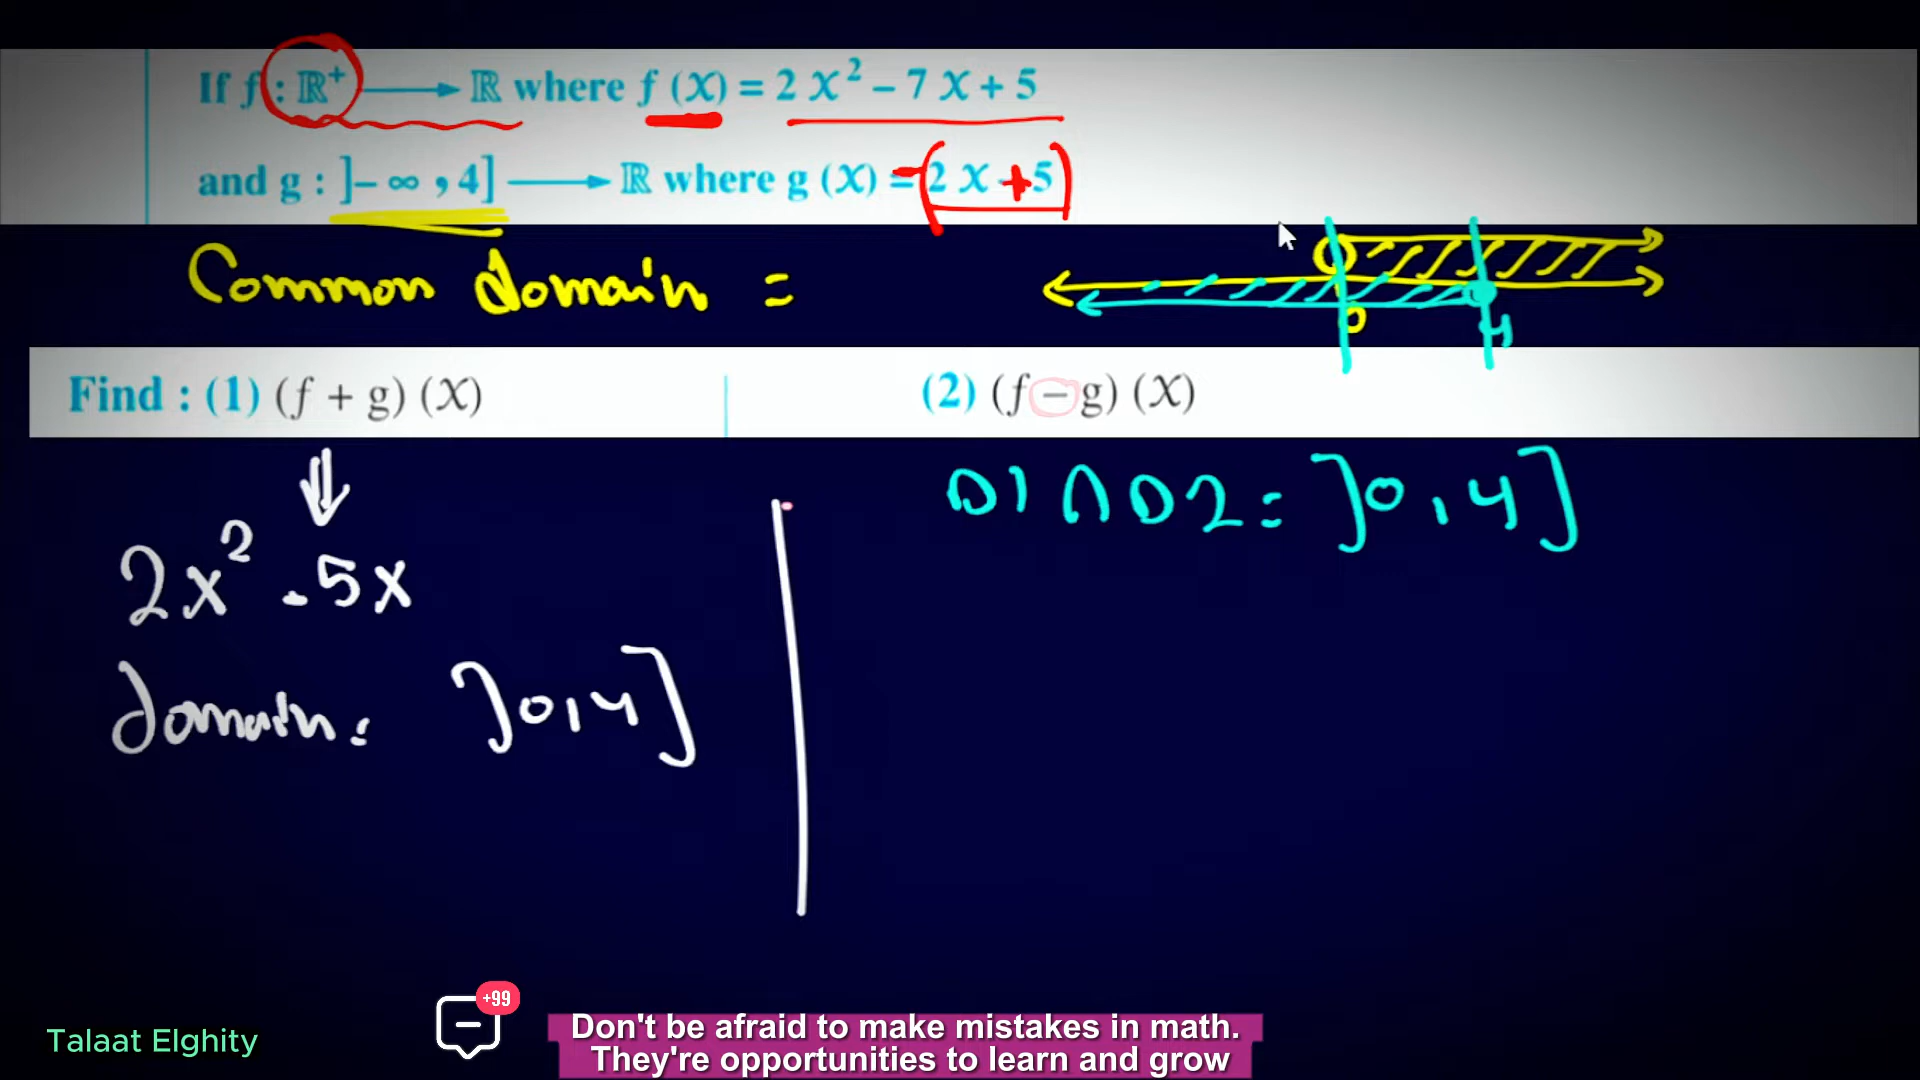 If f : ℝ⁺ ⟶ ℝ where f (X) = 2 X² − 7 X + 5
and g : ]− ∞ , 4] ⟶ ℝ where g (X) = -(2 X + 5)
Common domain =
0 4
Find : (1) (f + g) (X) (2) (f − g) (X)
D1 ∩ D2 = ]0, 4]
2x² - 5x
domain = ]0, 4]
+99
Don't be afraid to make mistakes in math.
Talaat Elghity
They're opportunities to learn and grow